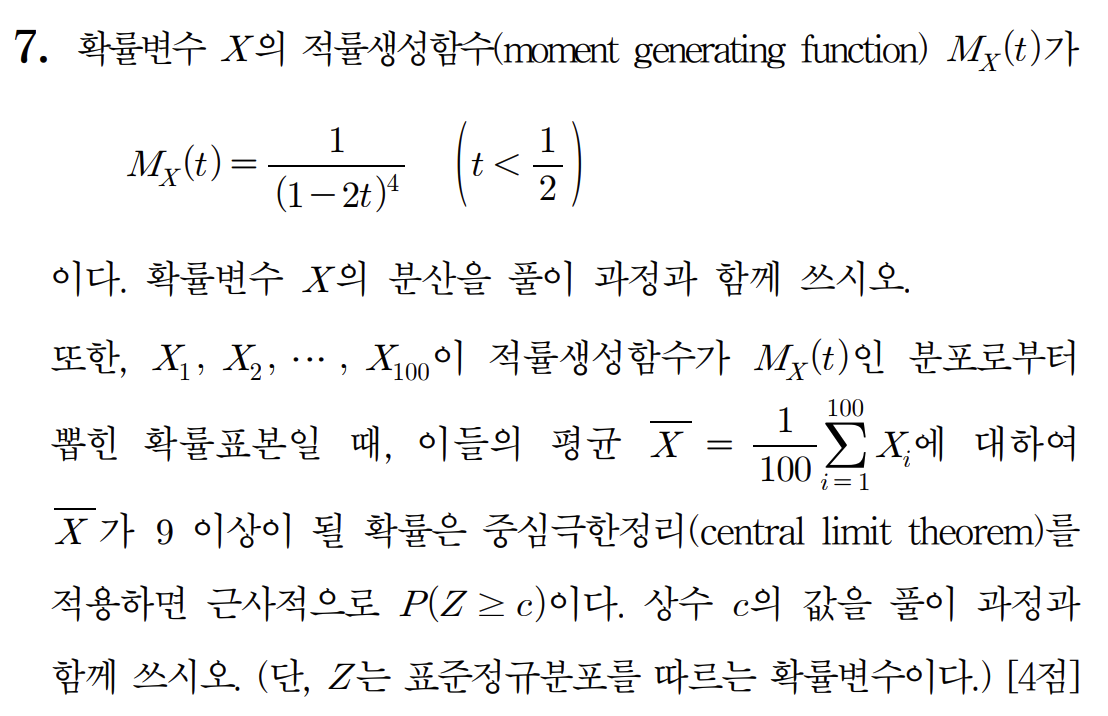 7. 확률변수 X의 적률생성함수(moment generating function) M_X(t)가
M_X(t) = \frac{1}{(1-2t)^4} \left( t < \frac{1}{2} \right)
이다. 확률변수 X의 분산을 풀이 과정과 함께 쓰시오.
또한, X_1, X_2, ⋯, X_{100}이 적률생성함수가 M_X(t)인 분포로부터
뽑힌 확률표본일 때, 이들의 평균 \overline{X} = \frac{1}{100} \sum_{i=1}^{100} X_i에 대하여
\overline{X}가 9 이상이 될 확률은 중심극한정리(central limit theorem)를
적용하면 근사적으로 P(Z ≥ c)이다. 상수 c의 값을 풀이 과정과
함께 쓰시오. (단, Z는 표준정규분포를 따르는 확률변수이다.) [4점]